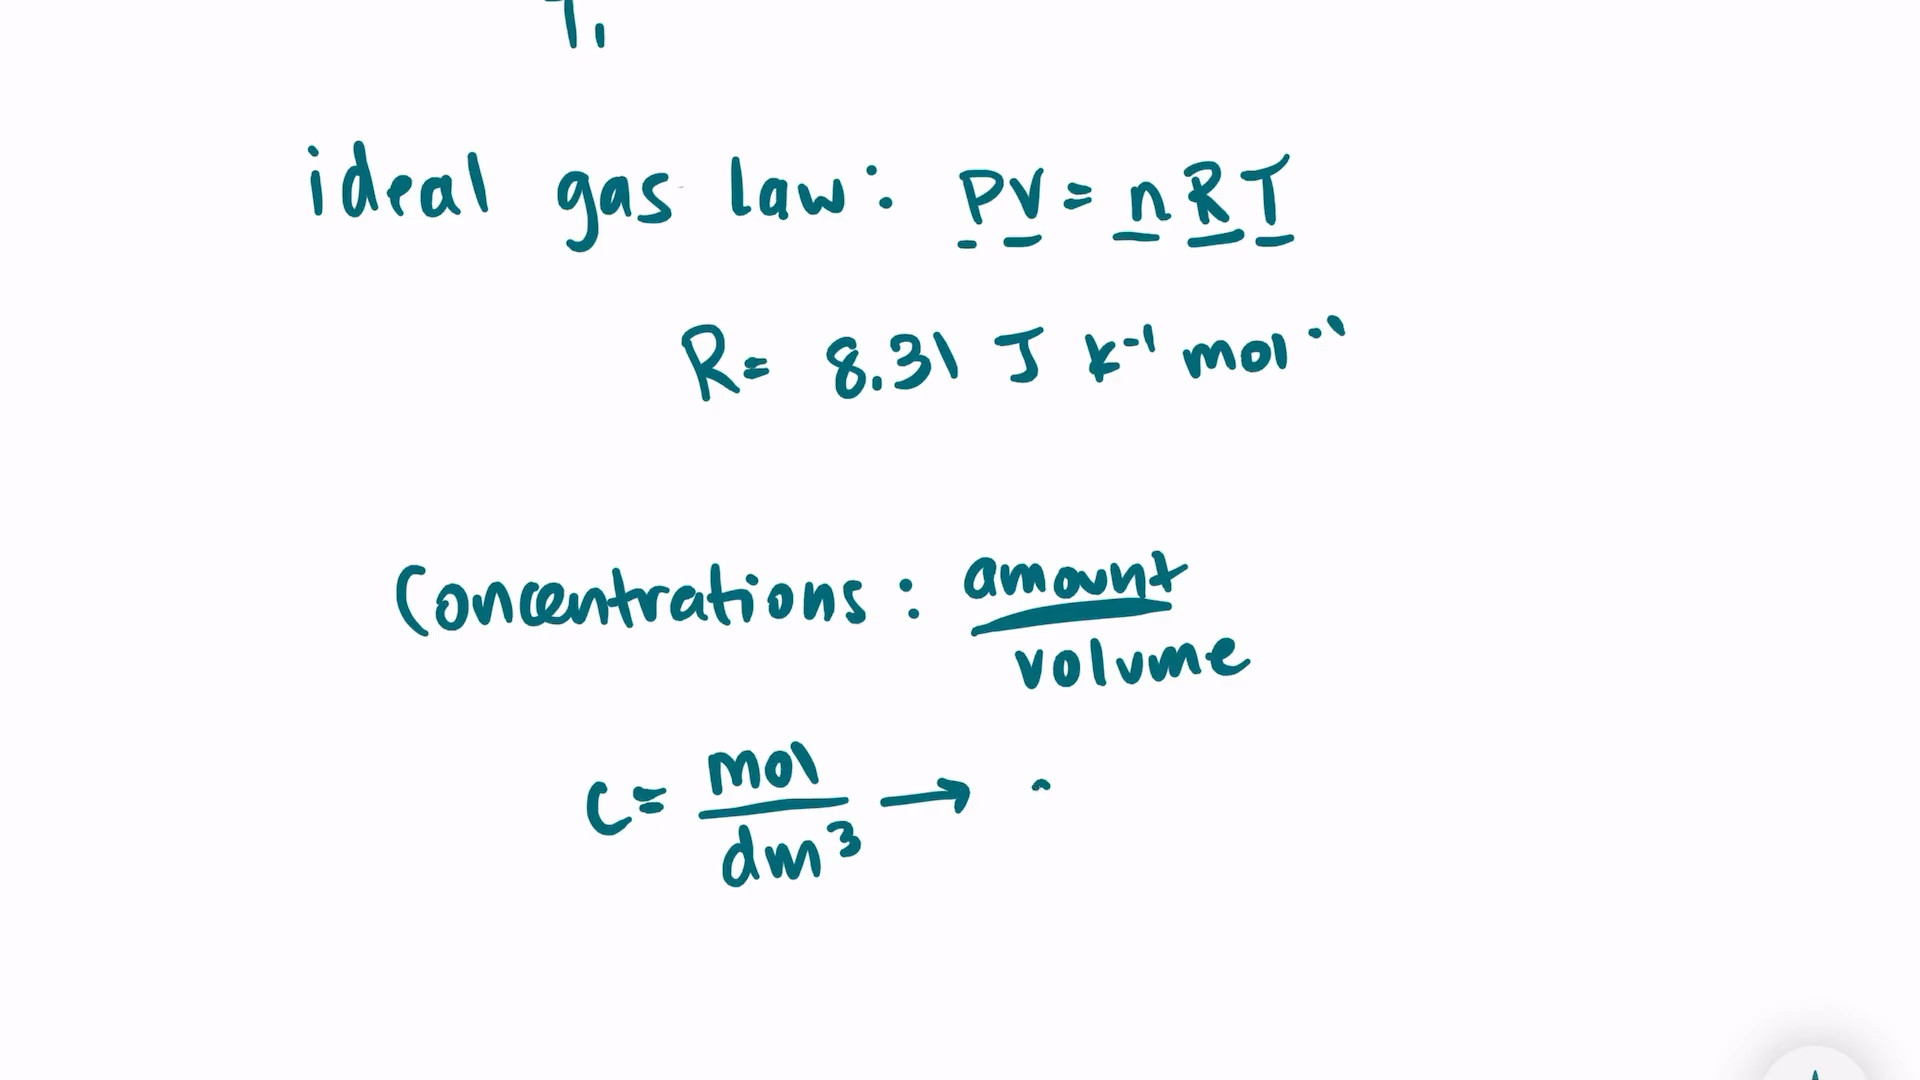 ideal gas law: PV = nRT
R = 8.31 J K⁻¹ mol⁻¹
Concentrations: amount
volume
C = mol
dm³ →